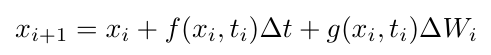 $x_{i+1} = x_i + f(x_i, t_i)\Delta t + g(x_i, t_i)\Delta W_i$